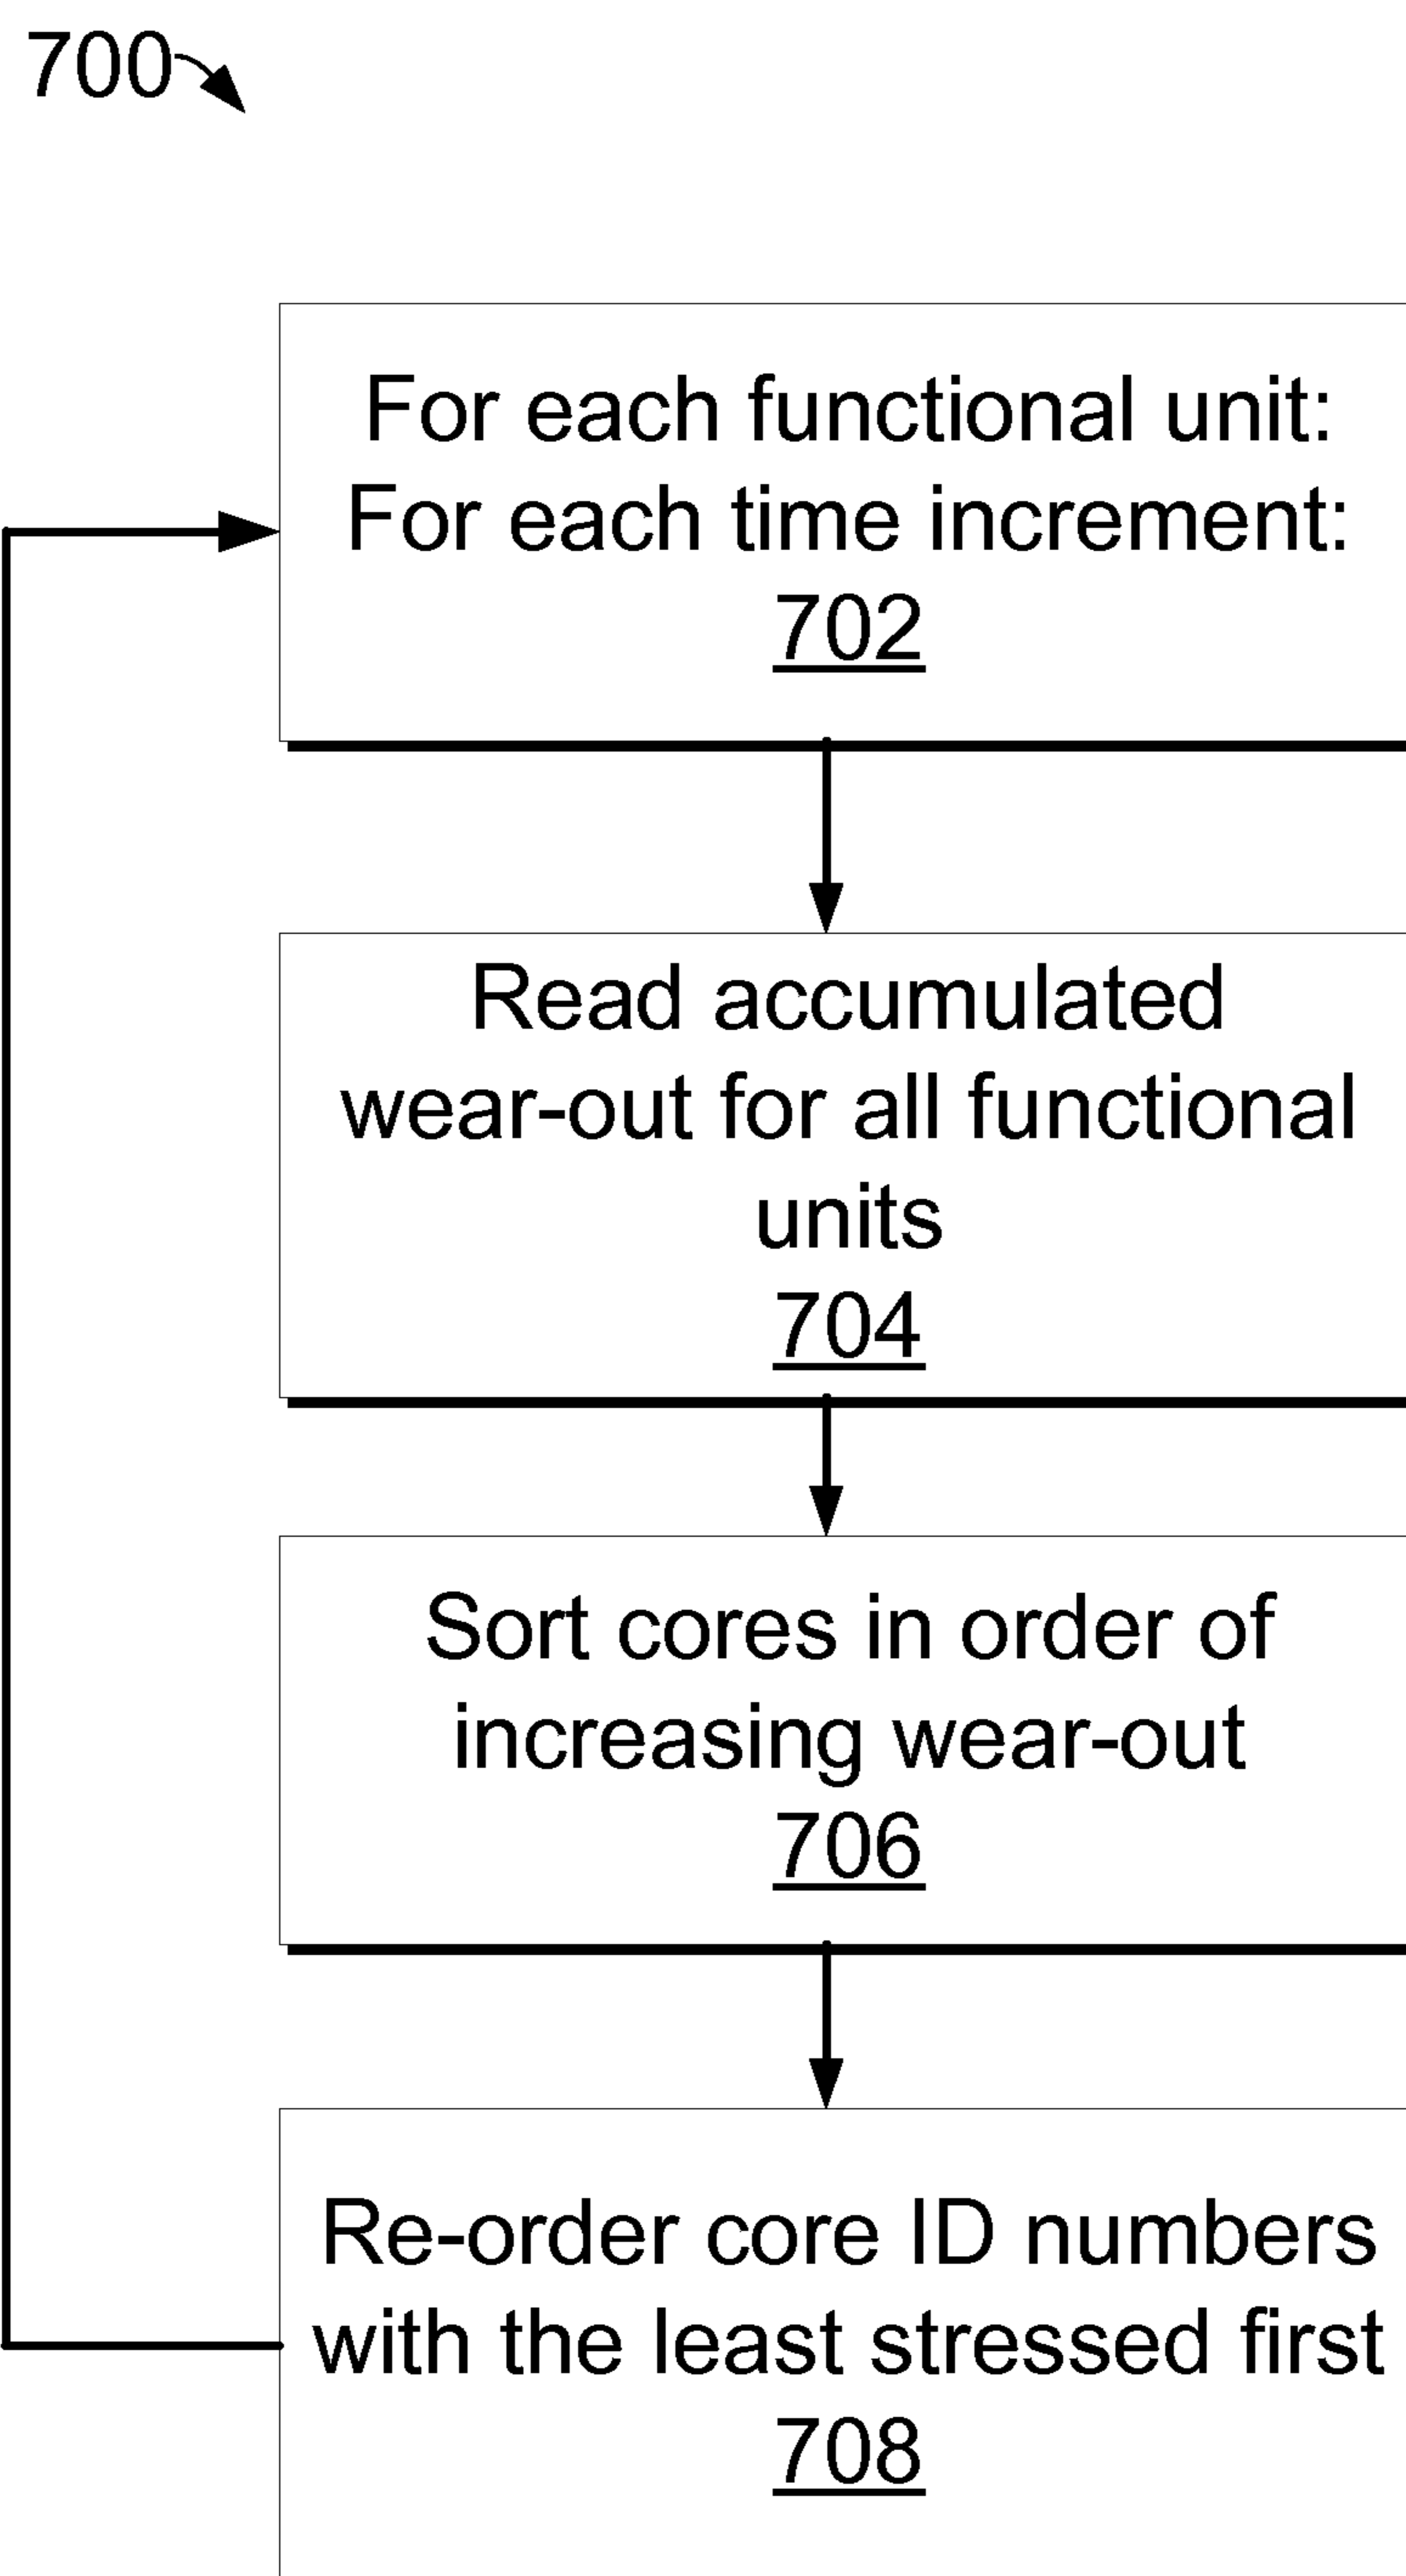 700
For each functional unit:
For each time increment:
702
Read accumulated
wear-out for all functional
units
704
Sort cores in order of
increasing wear-out
706
Re-order core ID numbers
with the least stressed first
708